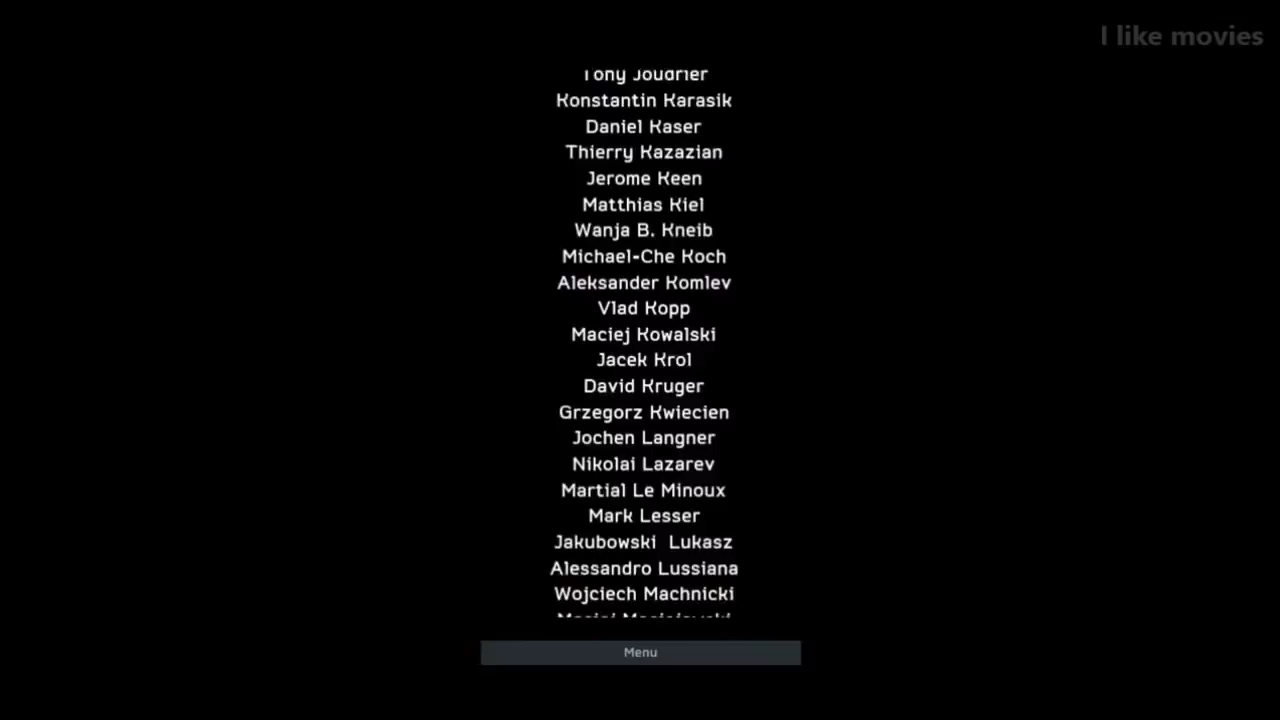 I like movies
Tony Joudrier
Konstantin Karasik
Daniel Kaser
Thierry Kazazian
Jerome Keen
Matthias Kiel
Wanja B. Kneib
Michael-Che Koch
Aleksander Komlev
Vlad Kopp
Maciej Kowalski
Jacek Krol
David Kruger
Grzegorz Kwiecien
Jochen Langner
Nikolai Lazarev
Martial Le Minoux
Mark Lesser
Jakubowski  Lukasz
Alessandro Lussiana
Wojciech Machnicki
Menu